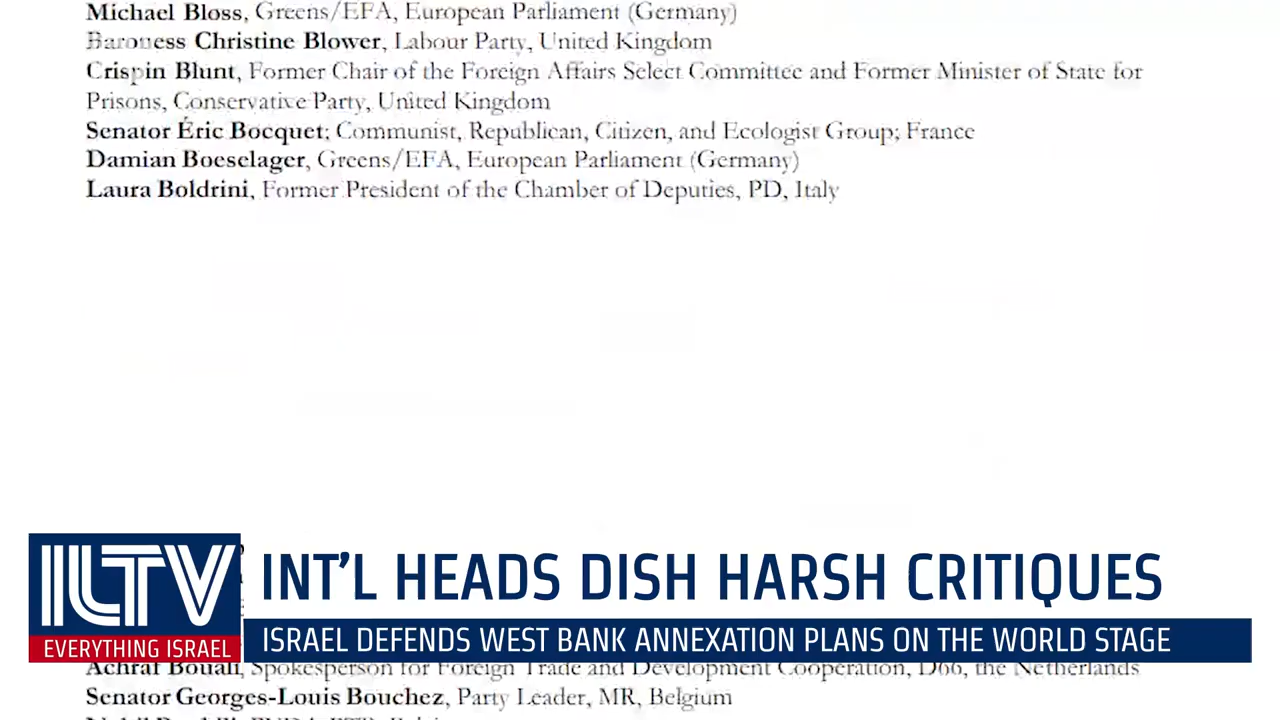 Michael Bloss, Greens/EFA, European Parliament (Germany)
Baroness Christine Blower, Labour Party, United Kingdom
Crispin Blunt, Former Chair of the Foreign Affairs Select Committee and Former Minister of State for
Prisons, Conservative Party, United Kingdom
Senator Éric Bocquet; Communist, Republican, Citizen, and Ecologist Group; France
Damian Boeselager, Greens/EFA, European Parliament (Germany)
Laura Boldrini, Former President of the Chamber of Deputies, PD, Italy
ILTV
EVERYTHING ISRAEL
INT'L HEADS DISH HARSH CRITIQUES
ISRAEL DEFENDS WEST BANK ANNEXATION PLANS ON THE WORLD STAGE
Achraf Bouali, Spokesperson for Foreign Trade and Development Cooperation, D66, the Netherlands
Senator Georges-Louis Bouchez, Party Leader, MR, Belgium